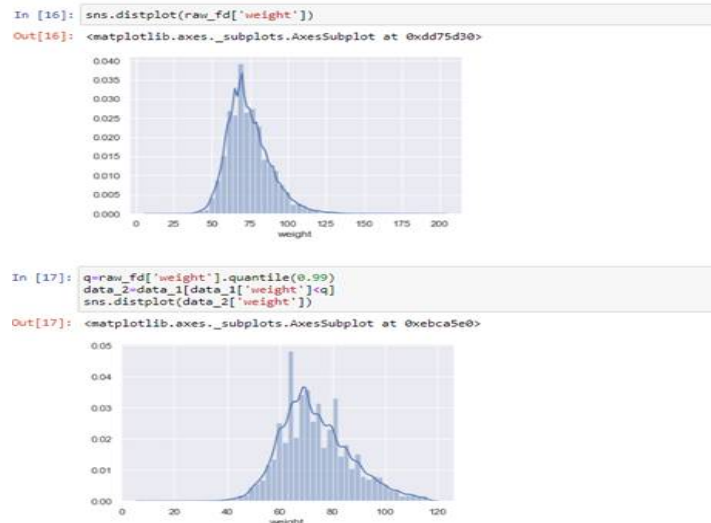 In [16]: sns.distplot(raw_fd['weight'])
Out[16]: <matplotlib.axes._subplots.AxesSubplot at 0xdd75d30>
0.040
0.035
0.030
0.025
0.020
0.015
0.010
0.005
0.000
0 25 50 75 100 125 150 175 200
weight
In [17]: q=raw_fd['weight'].quantile(0.99)
data_2=data_1[data_1['weight']<q]
sns.distplot(data_2['weight'])
Out[17]: <matplotlib.axes._subplots.AxesSubplot at 0xebca5e0>
0.05
0.04
0.03
0.02
0.01
0.00
0 20 40 60 80 100 120
weight